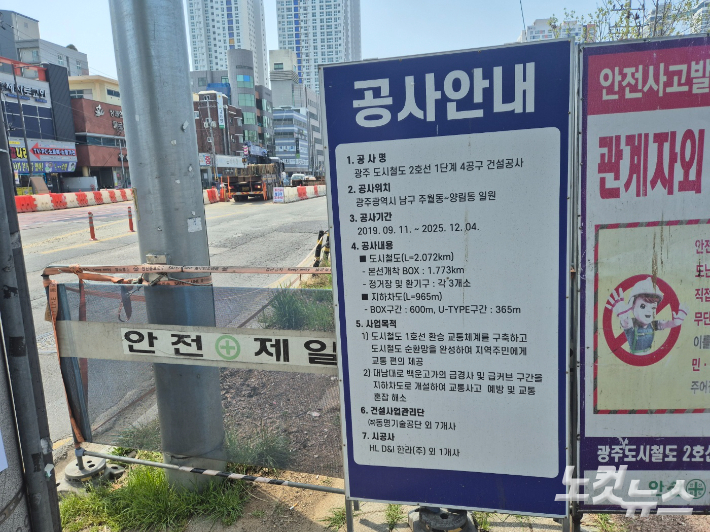 공사안내
1. 공 사 명
광주 도시철도 2호선 1단계 4공구 건설공사
2. 공사위치
광주광역시 남구 주월동~양림동 일원
3. 공사기간
2019. 09. 11. ~ 2025. 12. 04.
4. 공사내용
■ 도시철도(L=2.072km)
- 본선개착 BOX : 1.773km
- 정거장 및 환기구 : 각 3개소
■ 지하차도(L=965m)
- BOX구간 : 600m, U-TYPE구간 : 365m
5. 사업목적
1) 도시철도 1호선 환승 교통체계를 구축하고
도시철도 순환망을 완성하여 지역주민에게
교통 편의 제공
2) 대남대로 백운고가의 급경사 및 급커브 구간을
지하차도로 개설하여 교통사고 예방 및 교통
혼잡 해소
6. 건설사업관리단
㈜동명기술공단 외 7개사
7. 시공사
HL D&I 한라(주) 외 1개사
안전사고발
관계자외
광주도시철도 2호선
안전제일
노컷뉴스